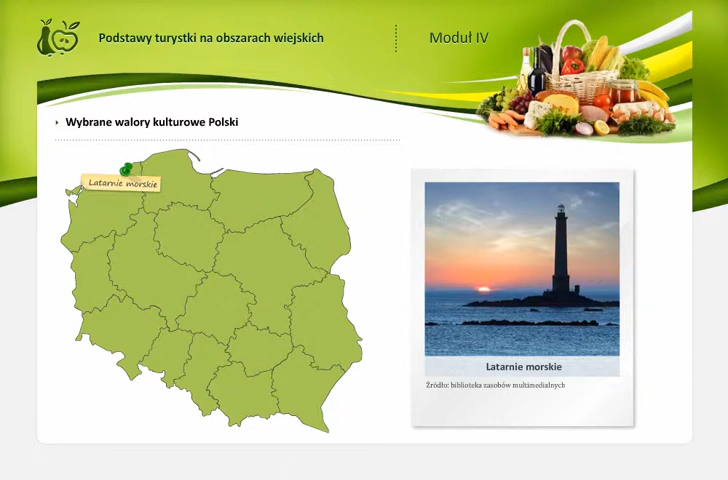 Podstawy turystki na obszarach wiejskich
Moduł IV
Wybrane walory kulturowe Polski
Latarnie morskie
Latarnie morskie
Źródło: biblioteka zasobów multimedialnych